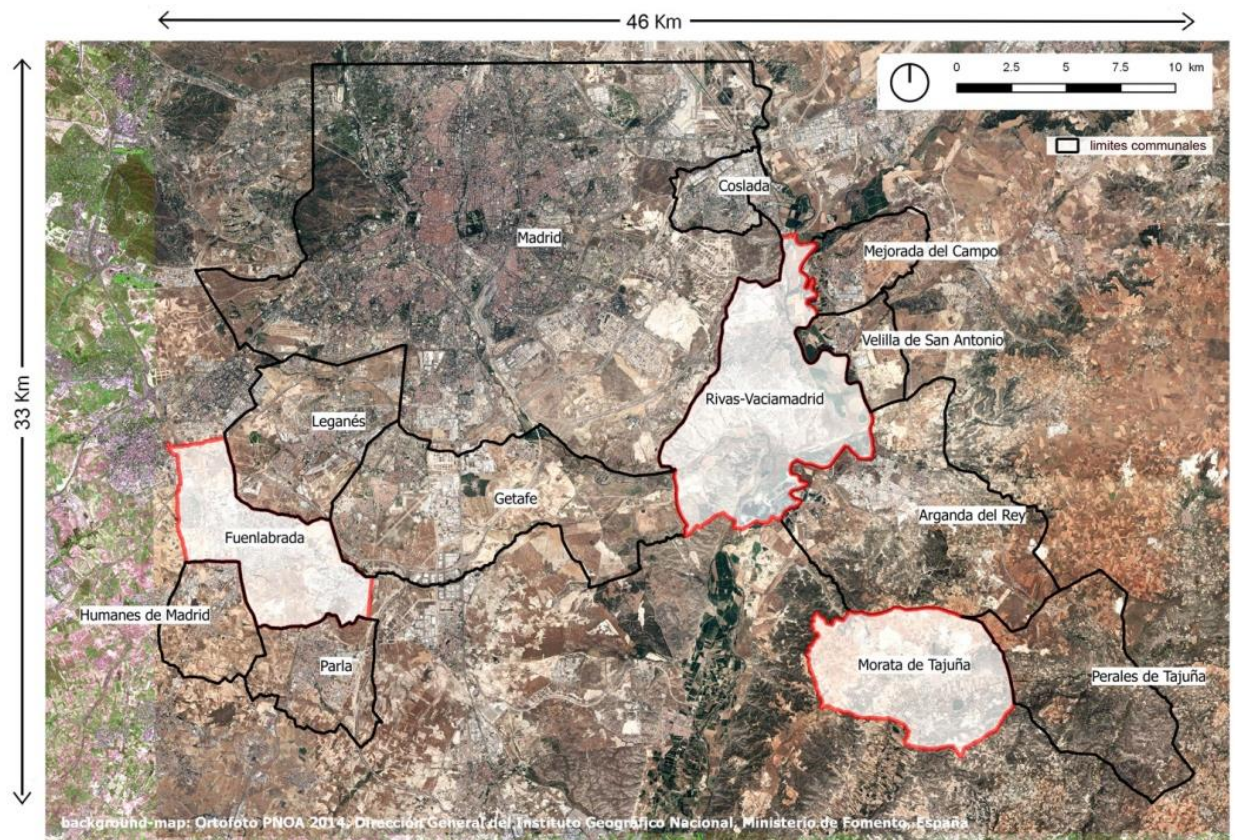 46 Km
33 Km
0 2.5 5 7.5 10 km
limites communales
Coslada
Madrid
Mejorada del Campo
Velilla de San Antonio
Rivas-Vaciamadrid
Leganés
Getafe
Arganda del Rey
Fuenlabrada
Humanes de Madrid
Parla
Morata de Tajuña
Perales de Tajuña
background-map: Ortofoto PNOA 2014, Dirección General del Instituto Geográfico Nacional, Ministerio de Fomento, España